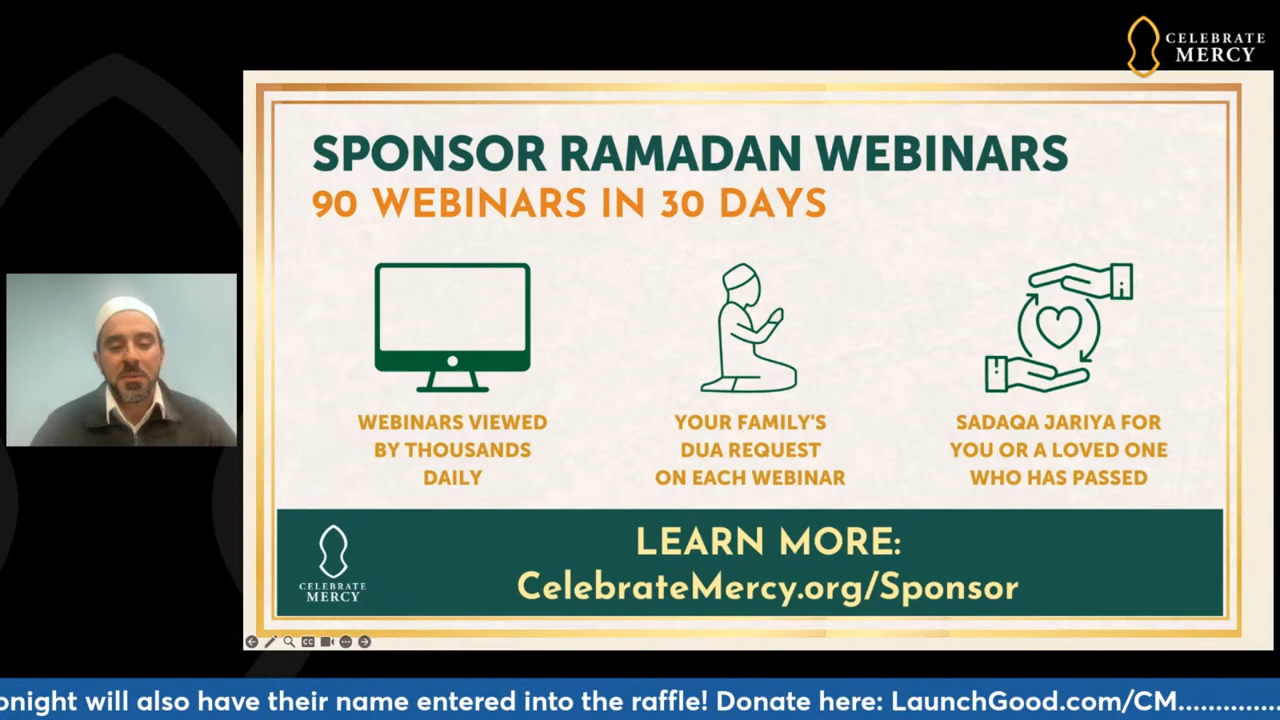 CELEBRATE
MERCY
SPONSOR RAMADAN WEBINARS
90 WEBINARS IN 30 DAYS
WEBINARS VIEWED
BY THOUSANDS
DAILY
YOUR FAMILY'S
DUA REQUEST
ON EACH WEBINAR
SADAQA JARIYA FOR
YOU OR A LOVED ONE
WHO HAS PASSED
CELEBRATE
MERCY
LEARN MORE:
CelebrateMercy.org/Sponsor
CC
onight will also have their name entered into the raffle! Donate here: LaunchGood.com/CM..............